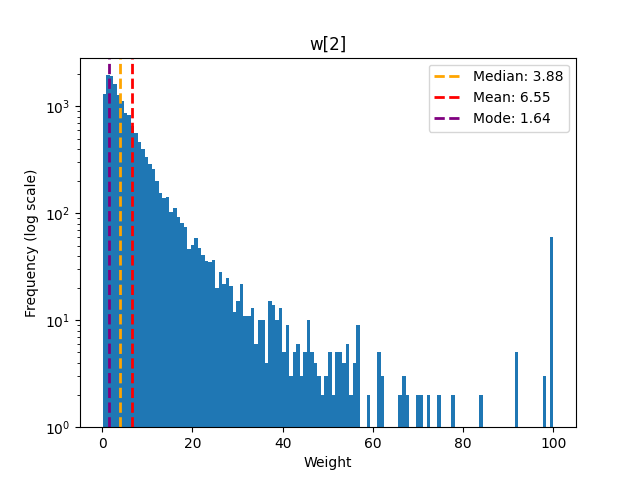 w[2]
Median: 3.88
Mean: 6.55
Mode: 1.64
Frequency (log scale)
10³
10²
10¹
10⁰
0 20 40 60 80 100
Weight